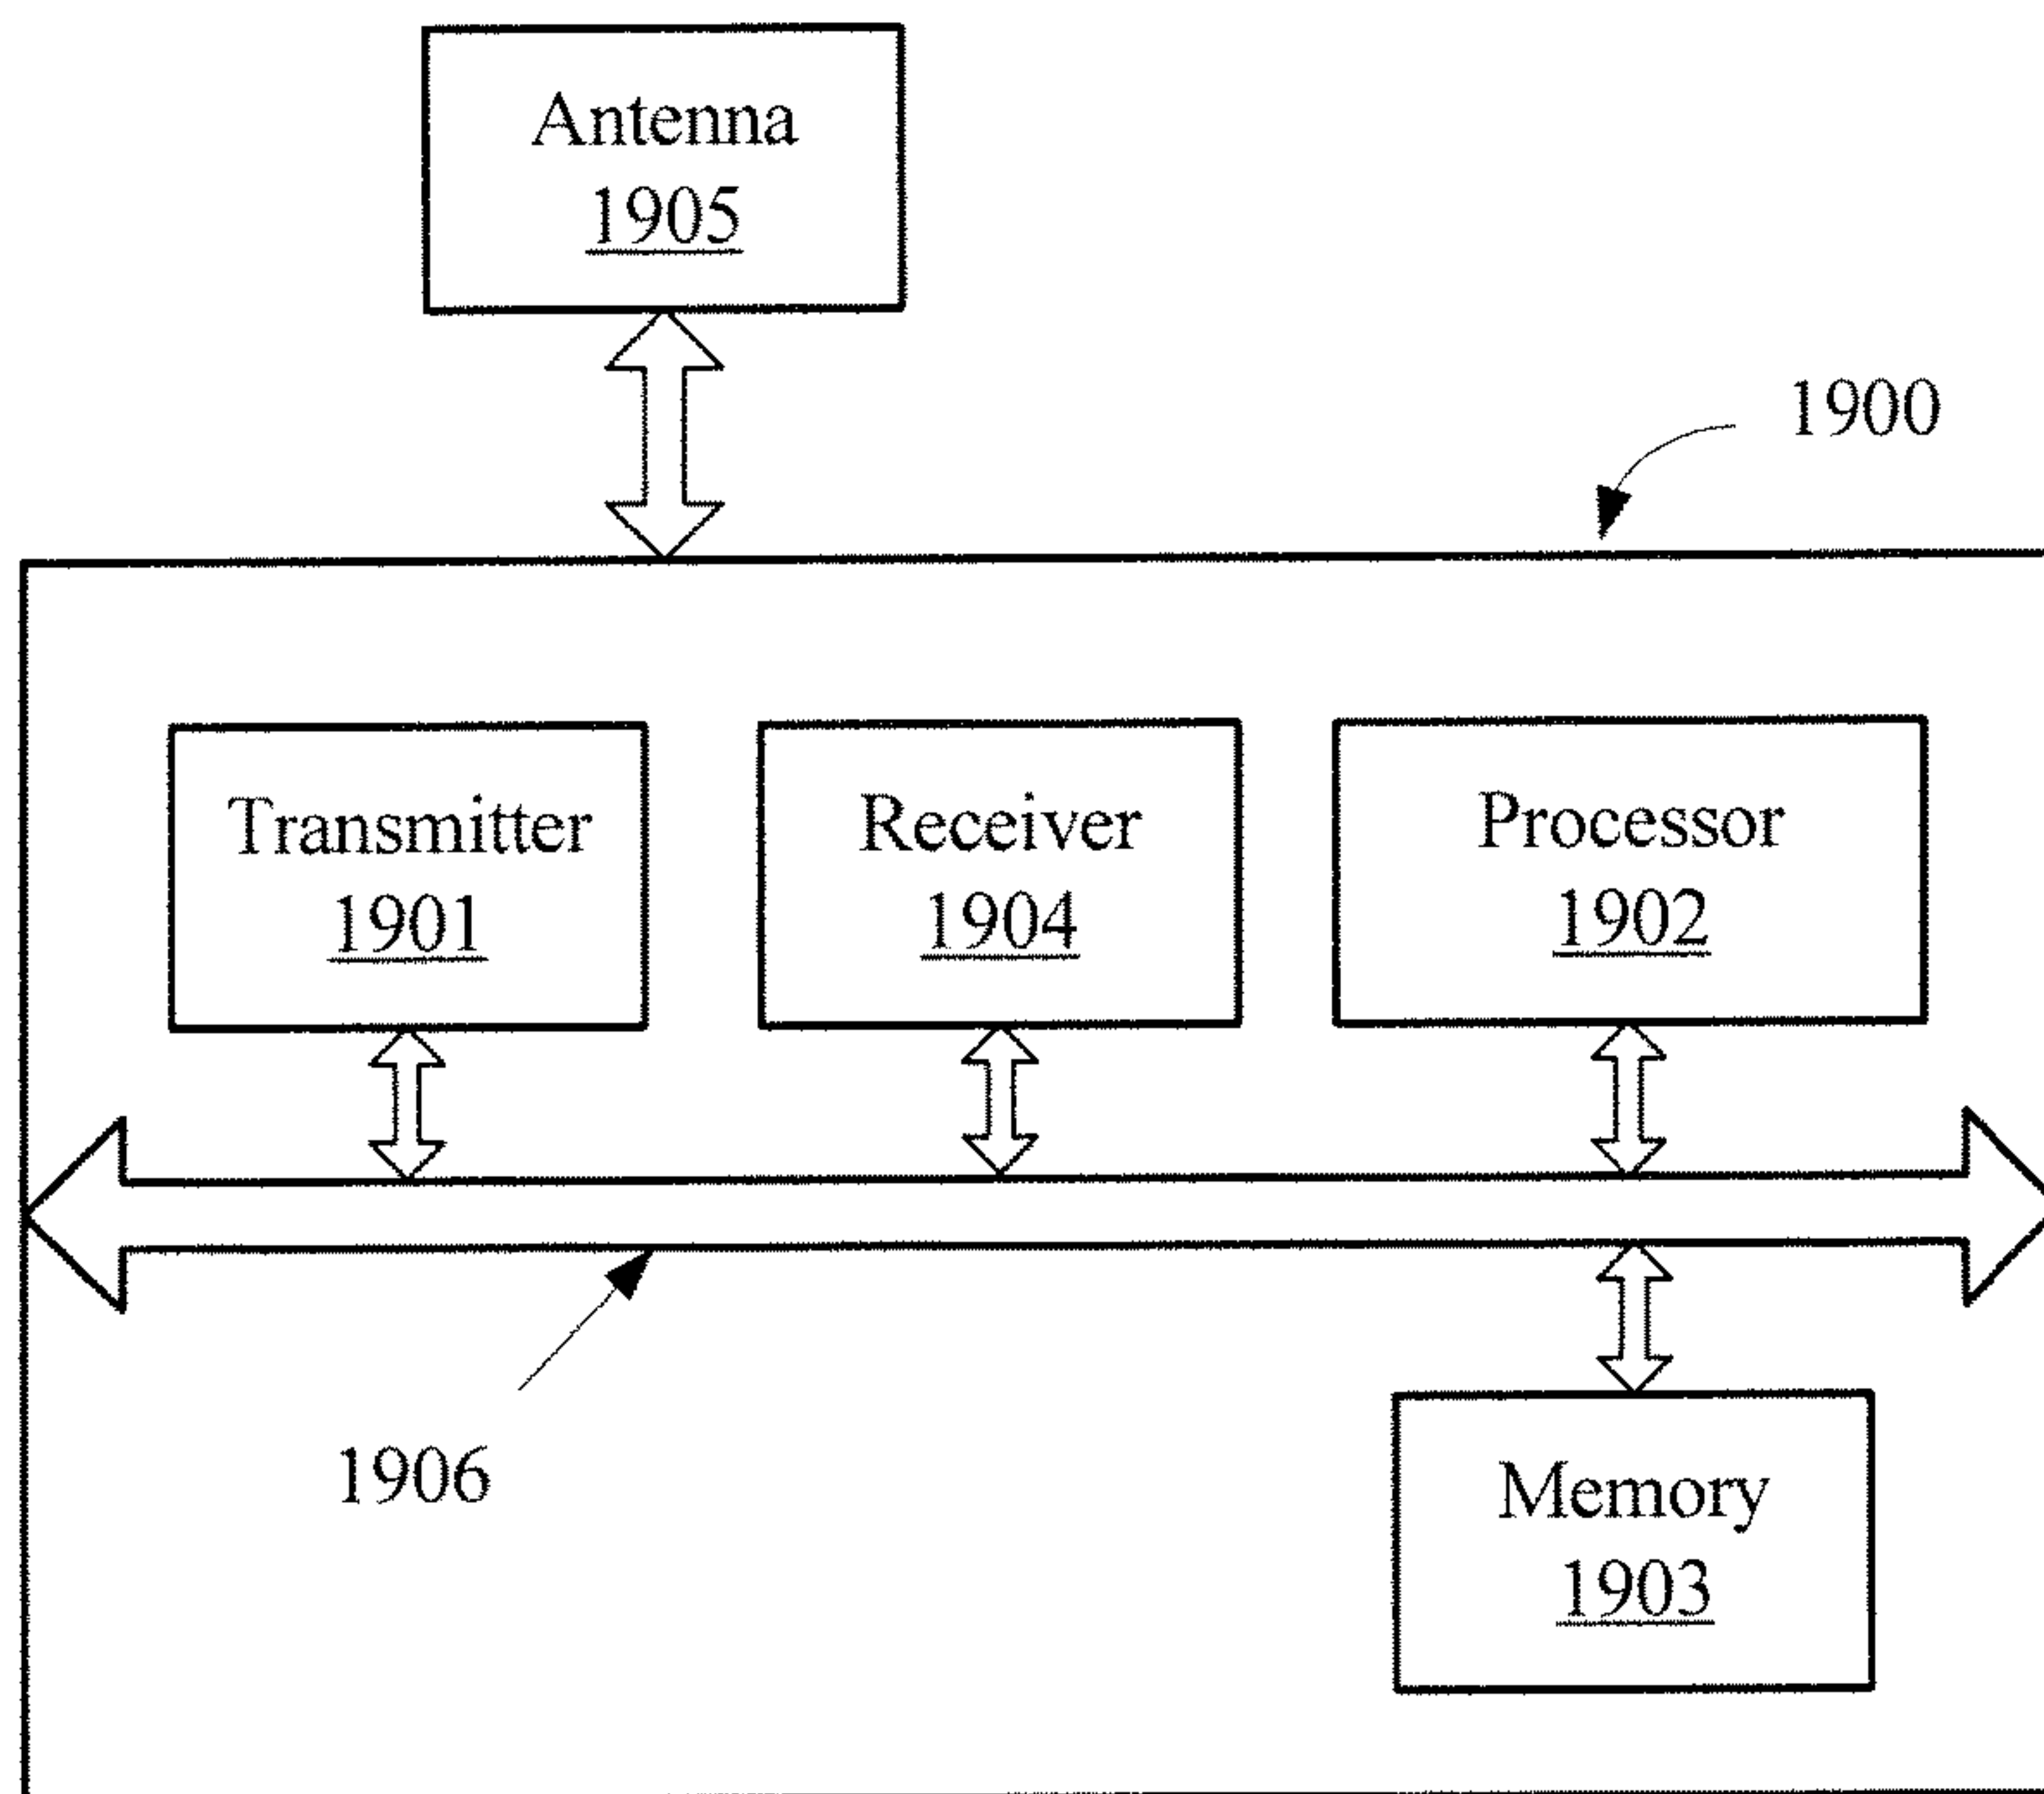 Antenna
1905
1900
Transmitter
1901
Receiver
1904
Processor
1902
1906
Memory
1903